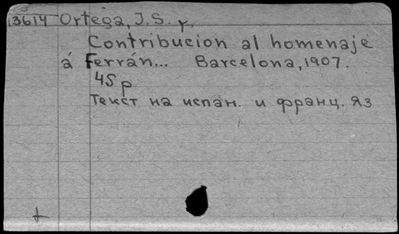 13614 Ortega, J.S. y.
Contribucion al homenaje
á Ferrán... Barcelona, 1907.
45 p
Текст на испан. и франц. яз